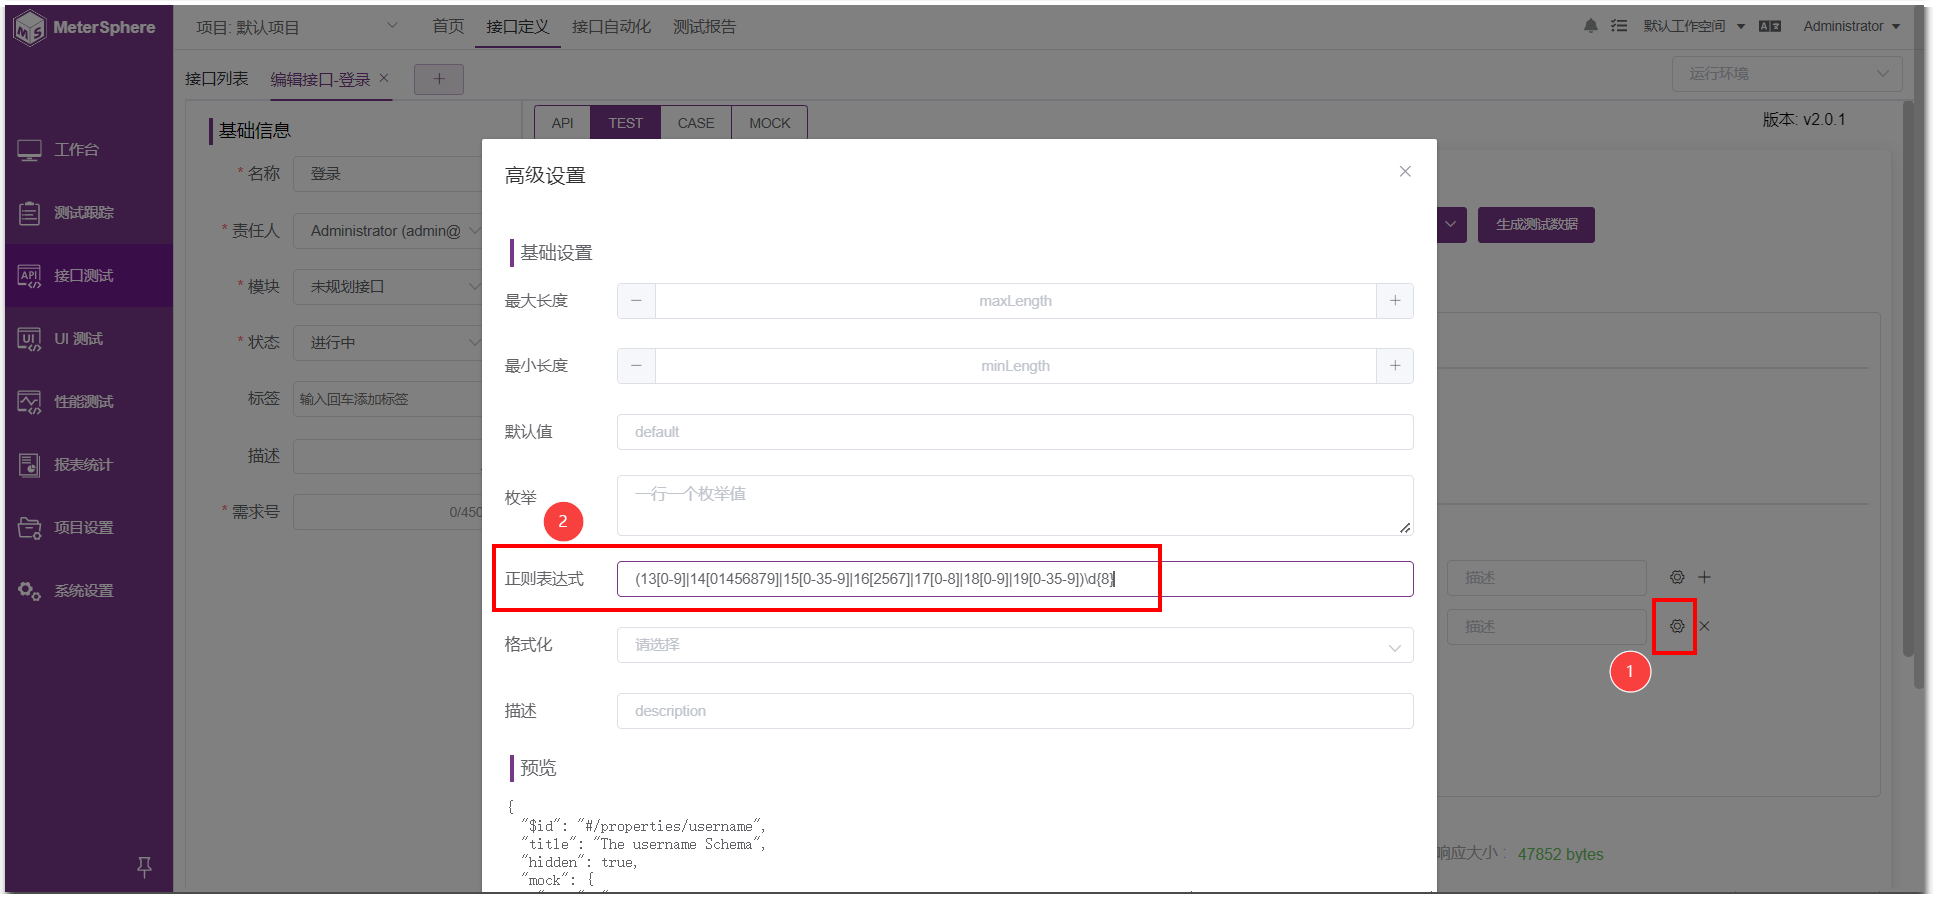 MeterSphere
项目: 默认项目
首页
接口定义
接口自动化
测试报告
默认工作空间
Administrator
接口列表
编辑接口-登录
运行环境
工作台
测试跟踪
接口测试
UI 测试
性能测试
报表统计
项目设置
系统设置
基础信息
* 名称
登录
* 责任人
Administrator (admin@
* 模块
未规划接口
* 状态
进行中
标签
输入回车添加标签
描述
* 需求号
0/450
API
TEST
CASE
MOCK
版本: v2.0.1
生成测试数据
高级设置
基础设置
最大长度
maxLength
最小长度
minLength
默认值
default
枚举
一行一个枚举值
2
正则表达式
(13[0-9]|14[01456879]|15[0-35-9]|16[2567]|17[0-8]|18[0-9]|19[0-35-9])\d{8}
格式化
请选择
描述
description
预览
{
"$id": "#/properties/username",
"title": "The username Schema",
"hidden": true,
"mock": {
描述
描述
1
响应大小 :
47852 bytes